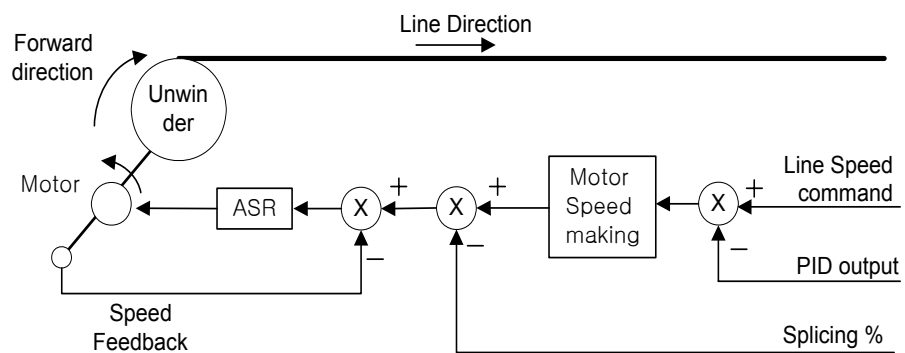 Line Direction
Forward
direction
Unwin
der
Motor
ASR
X
+
−
X
+
−
Motor
Speed
making
X
+
−
Line Speed
command
PID output
Speed
Feedback
Splicing %